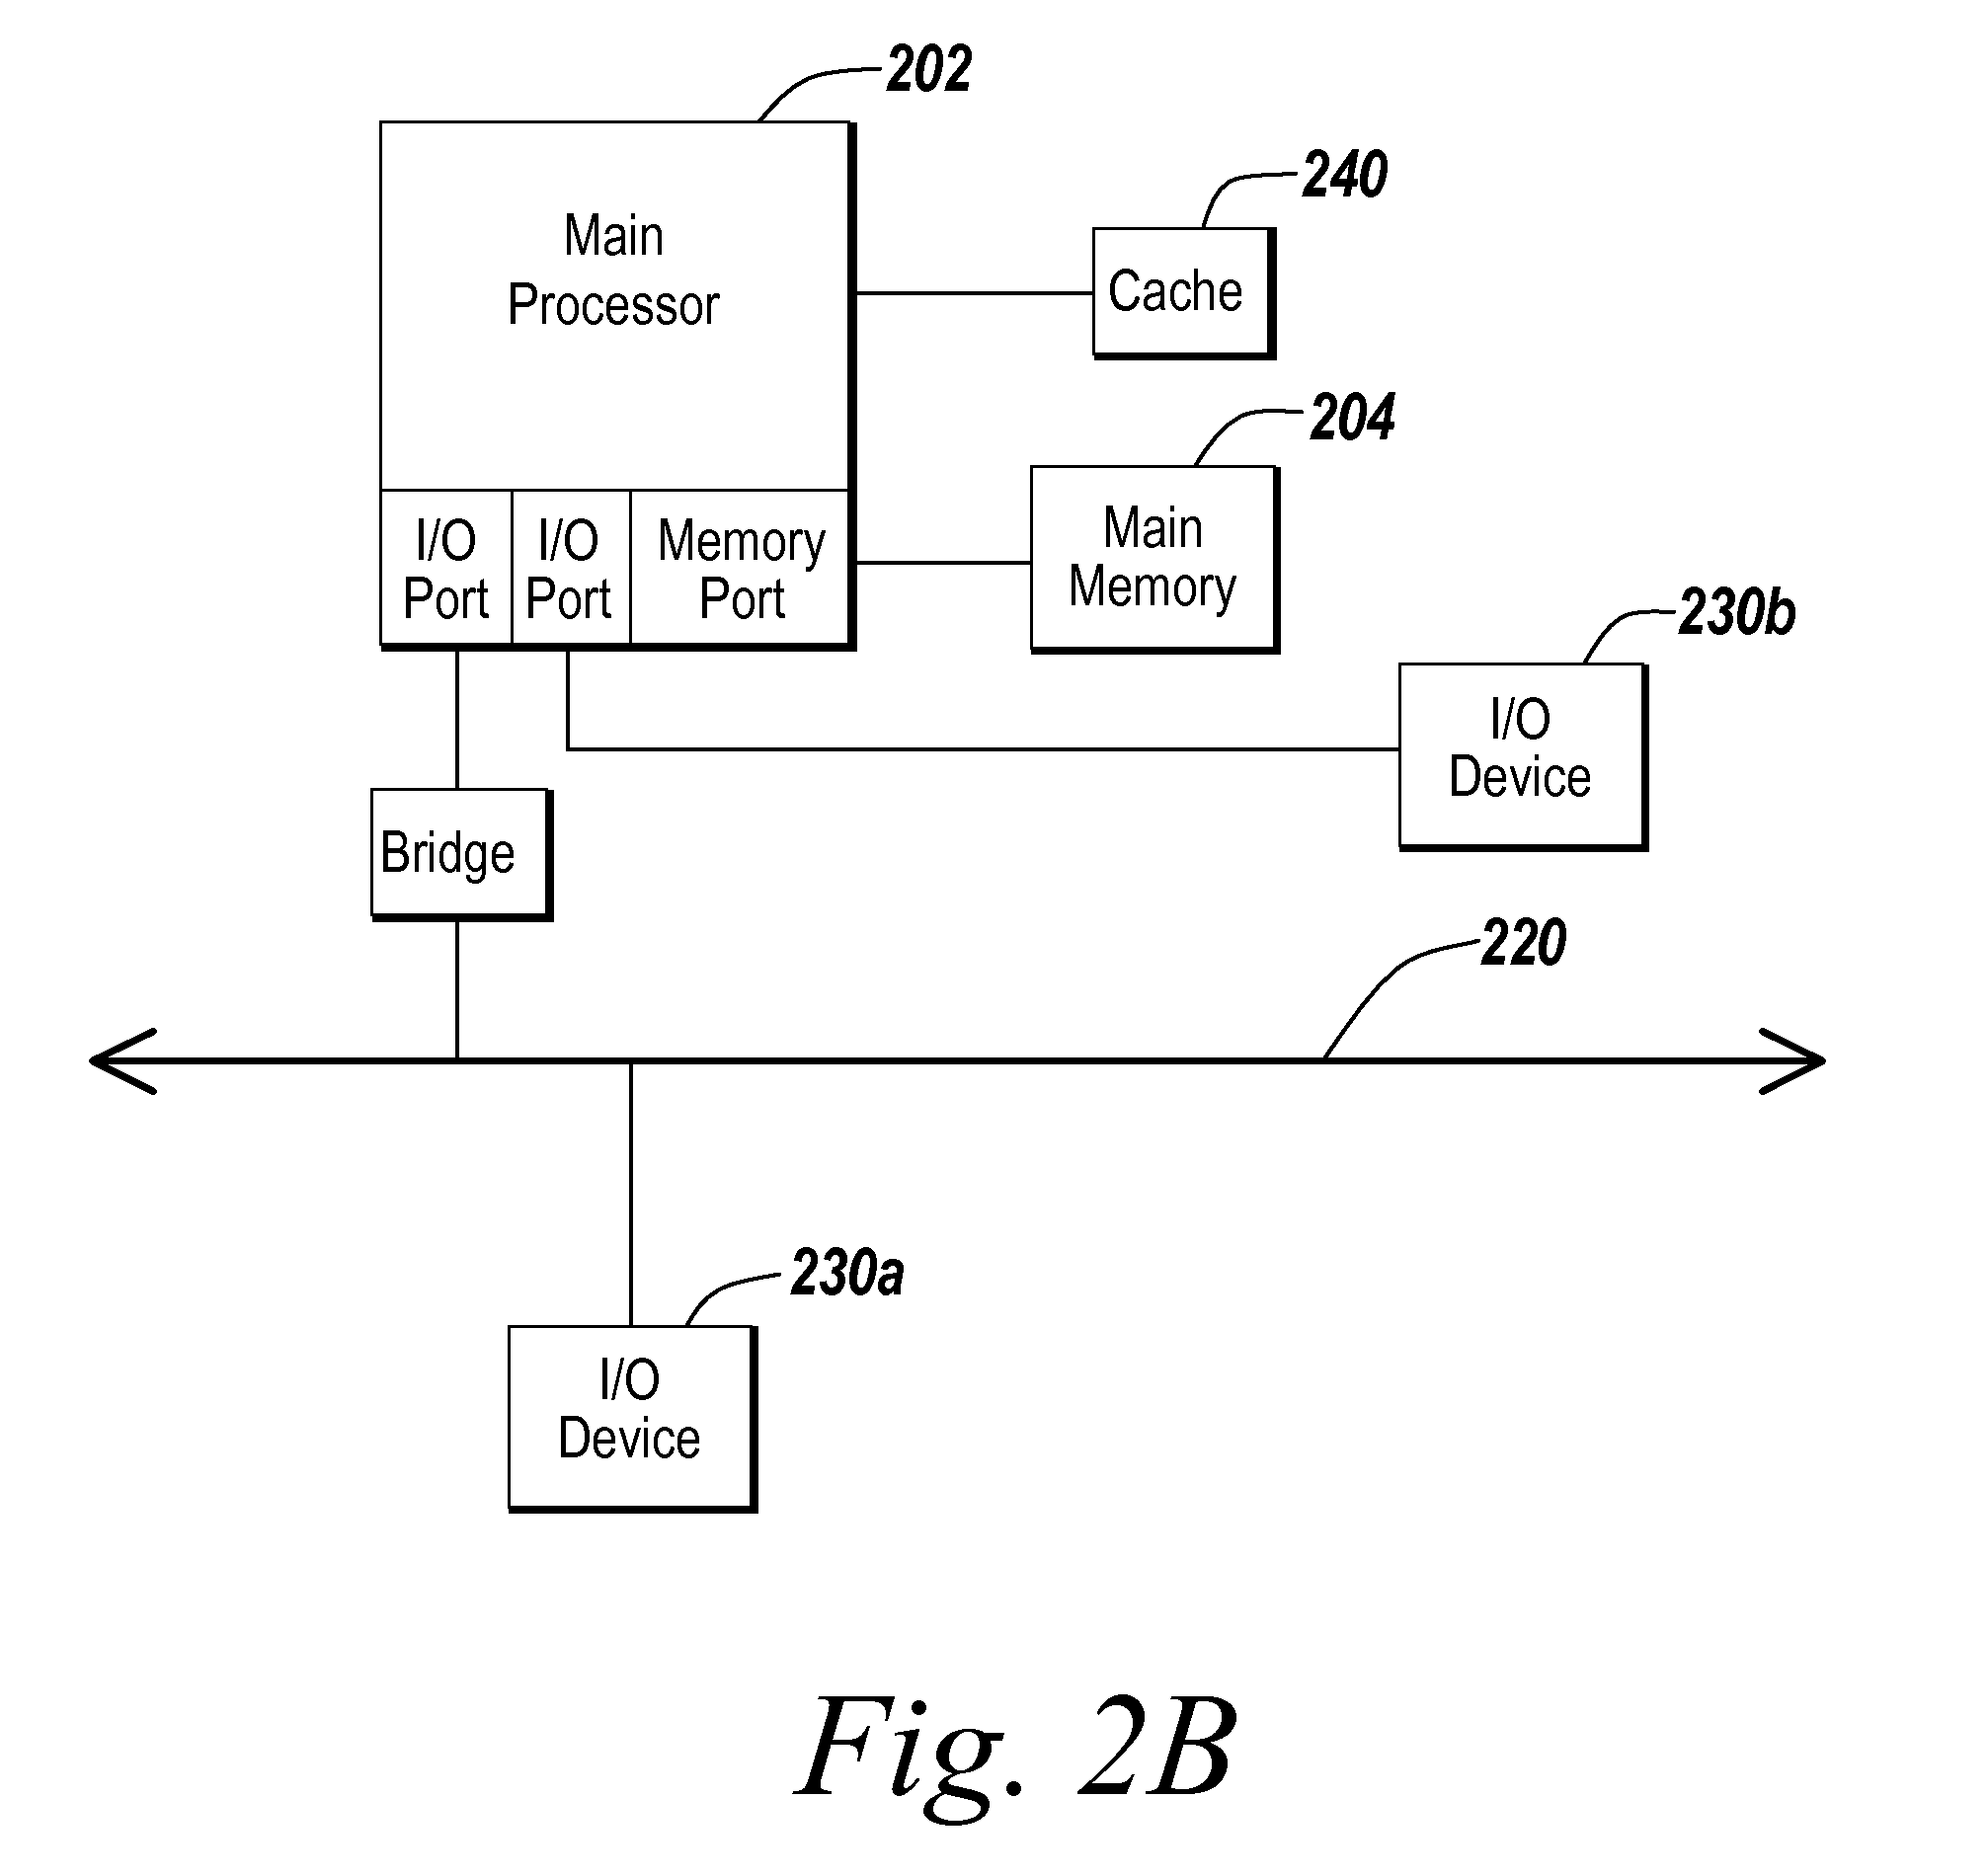 202
Main
Processor
240
Cache
204
Main
Memory
I/O
Port
I/O
Port
Memory
Port
230b
I/O
Device
Bridge
220
230a
I/O
Device
Fig. 2B